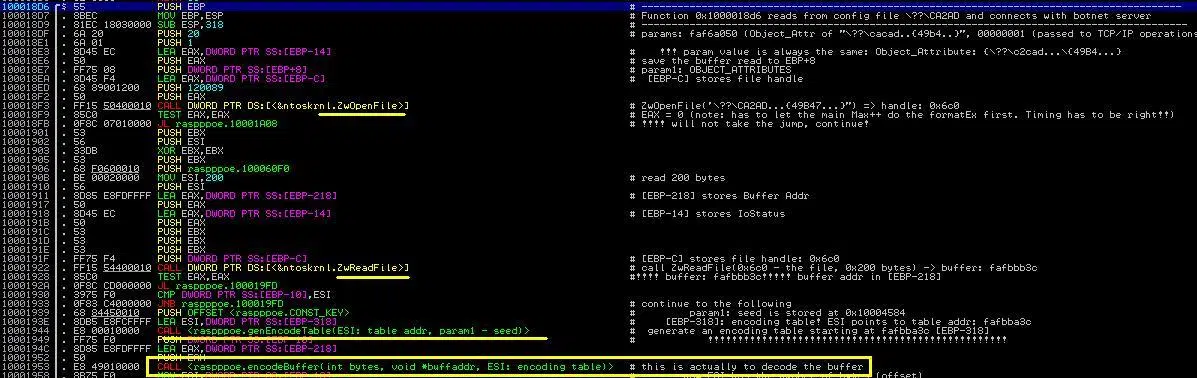 100018D6 r$ 55 PUSH EBP # ----------
100018D7 . 8BEC MOV EBP,ESP # Function 0x1000018d6 reads from config file \??\CA2AD and connects with botnet server
100018D9 . 81EC 18030000 SUB ESP,318 # ----------
100018DF . 6A 20 PUSH 20 # params: faf6a050 (Object_Attr of "\??\cacad..{49b4..}", 00000001 (passed to TCP/IP operations
100018E1 . 6A 01 PUSH 1
100018E3 . 8D45 EC LEA EAX,DWORD PTR SS:[EBP-14] # !!! param value is always the same: Object_Attribute: {\??\c2cad...\{49B4...}
100018E6 . 50 PUSH EAX # save the buffer read to EBP+8
100018E7 . FF75 08 PUSH DWORD PTR SS:[EBP+8] # param1: OBJECT_ATTRIBUTES
100018EA . 8D45 F4 LEA EAX,DWORD PTR SS:[EBP-C] # [EBP-C] stores file handle
100018ED . 68 89001200 PUSH 120089
100018F2 . 50 PUSH EAX
100018F3 . FF15 50400010 CALL DWORD PTR DS:[<&ntoskrnl.ZwOpenFile>] # ZwOpenFile("\??\CA2AD...{49B47...}") => handle: 0x6c0
100018F9 . 85C0 TEST EAX,EAX # EAX = 0 (note: has to let the main Max++ do the formatEx first. Timing has to be right!!)
100018FB . 0F8C 07010000 JL raspppoe.10001A08 # !!!! will not take the jump, continue!
10001901 . 53 PUSH EBX
10001902 . 56 PUSH ESI
10001903 . 33DB XOR EBX,EBX
10001905 . 53 PUSH EBX
10001906 . 68 F0600010 PUSH raspppoe.100060F0
1000190B . BE 00020000 MOV ESI,200 # read 200 bytes
10001910 . 56 PUSH ESI
10001911 . 8D85 E8FDFFFF LEA EAX,DWORD PTR SS:[EBP-218] # [EBP-218] stores Buffer Addr
10001917 . 50 PUSH EAX
10001918 . 8D45 EC LEA EAX,DWORD PTR SS:[EBP-14] # [EBP-14] stores IoStatus
1000191B . 50 PUSH EAX
1000191C . 53 PUSH EBX
1000191D . 53 PUSH EBX
1000191E . 53 PUSH EBX
1000191F . FF75 F4 PUSH DWORD PTR SS:[EBP-C] # [EBP-C] stores file handle: 0x6c0
10001922 . FF15 54400010 CALL DWORD PTR DS:[<&ntoskrnl.ZwReadFile>] # call ZwReadFile(0x6c0 - the file, 0x200 bytes) -> buffer: fafbbb3c
10001928 . 85C0 TEST EAX,EAX #!!!! buffer: fafbbb3c!!!!! buffer addr in [EBP-218]
1000192A . 0F8C CD000000 JL raspppoe.100019FD
10001930 . 3975 F0 CMP DWORD PTR SS:[EBP-10],ESI
10001933 . 0F83 C4000000 JNB raspppoe.100019FD # continue to the following
10001939 . 68 84450010 PUSH OFFSET <raspppoe.CONST_KEY> # param1: seed is stored at 0x10004584
1000193E . 8DB5 E8FCFFFF LEA ESI,DWORD PTR SS:[EBP-318] # [EBP-318]: encoding table! ESI points to table addr: fafbba3c
10001944 . E8 00010000 CALL <raspppoe.genEncodeTable(ESI: table addr, param1 - seed)> # generate an encoding table starting at fafbba3c [EBP-318]
10001949 . FF75 F0 PUSH DWORD PTR SS:[EBP-10] # !!!!!!!!!!!!!!!!!!!!!!!!!!!!!!!!!!!!!!!!!!!!!!
1000194C . 8D85 E8FDFFFF LEA EAX,DWORD PTR SS:[EBP-218]
10001952 . 50 PUSH EAX
10001953 . E8 49010000 CALL <raspppoe.encodeBuffer(int bytes, void *buffaddr, ESI: encoding table)> # this is actually to decode the buffer